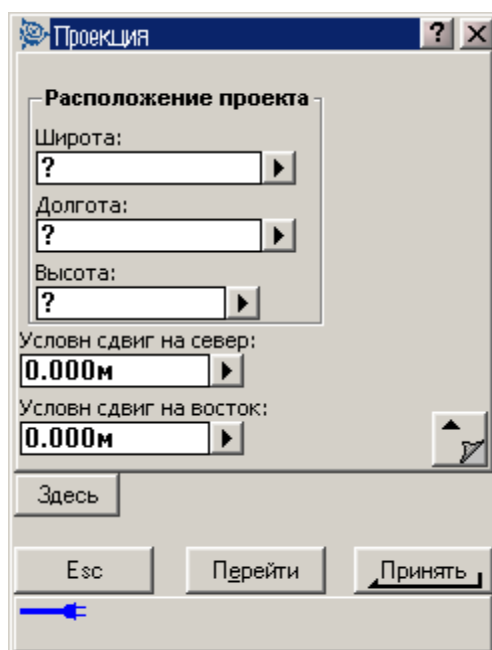 Проекция
? ×
Расположение проекта
Широта:
?
Долгота:
?
Высота:
?
Условн сдвиг на север:
0.000м
Условн сдвиг на восток:
0.000м
Здесь
Esc
Перейти
Принять